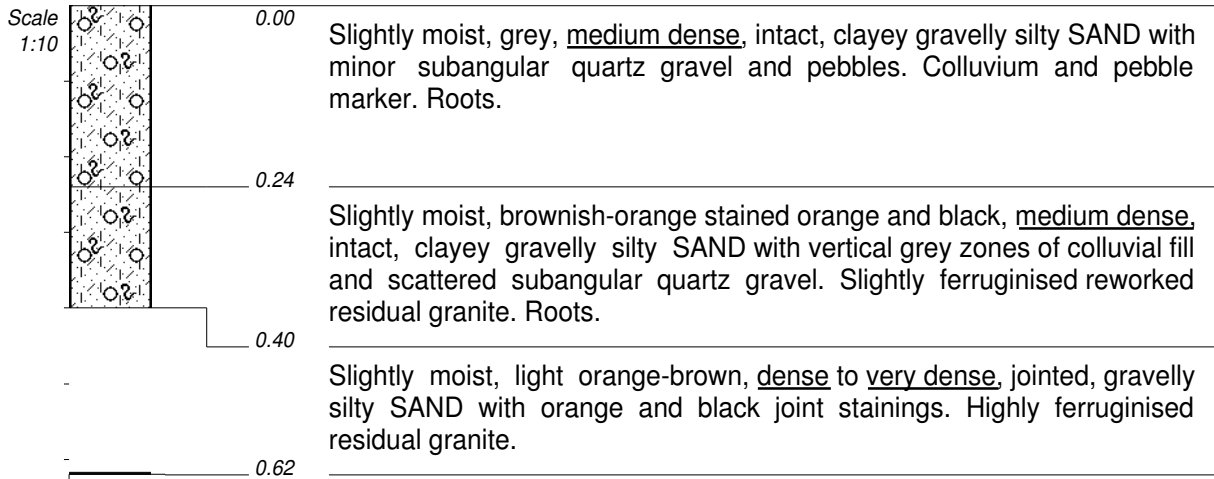 Scale
1:10
0.00
Slightly moist, grey, medium dense, intact, clayey gravelly silty SAND with
minor subangular quartz gravel and pebbles. Colluvium and pebble
marker. Roots.
0.24
Slightly moist, brownish-orange stained orange and black, medium dense,
intact, clayey gravelly silty SAND with vertical grey zones of colluvial fill
and scattered subangular quartz gravel. Slightly ferruginised reworked
residual granite. Roots.
0.40
Slightly moist, light orange-brown, dense to very dense, jointed, gravelly
silty SAND with orange and black joint stainings. Highly ferruginised
residual granite.
0.62